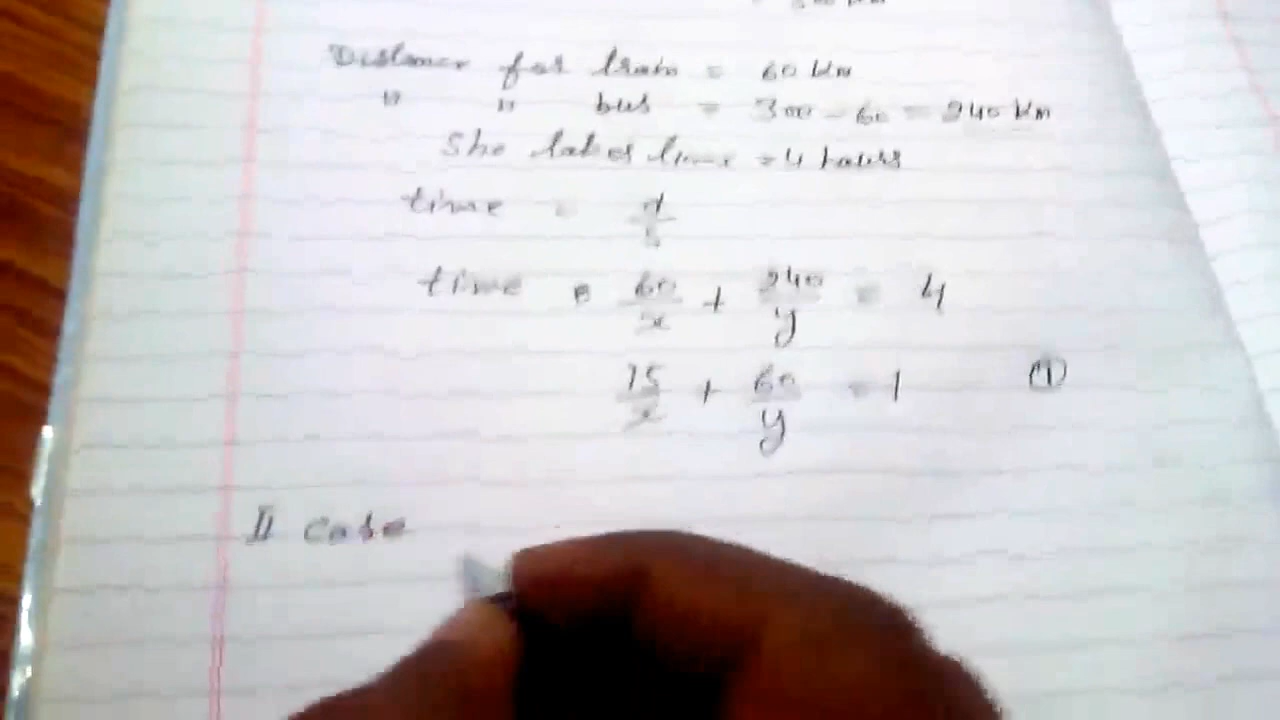 Distance for train = 60 km
" " bus = 300 - 60 = 240 km
She takes time = 4 hours
time = d/s
time = 60/x + 240/y = 4
15/x + 60/y = 1 (1)
II case